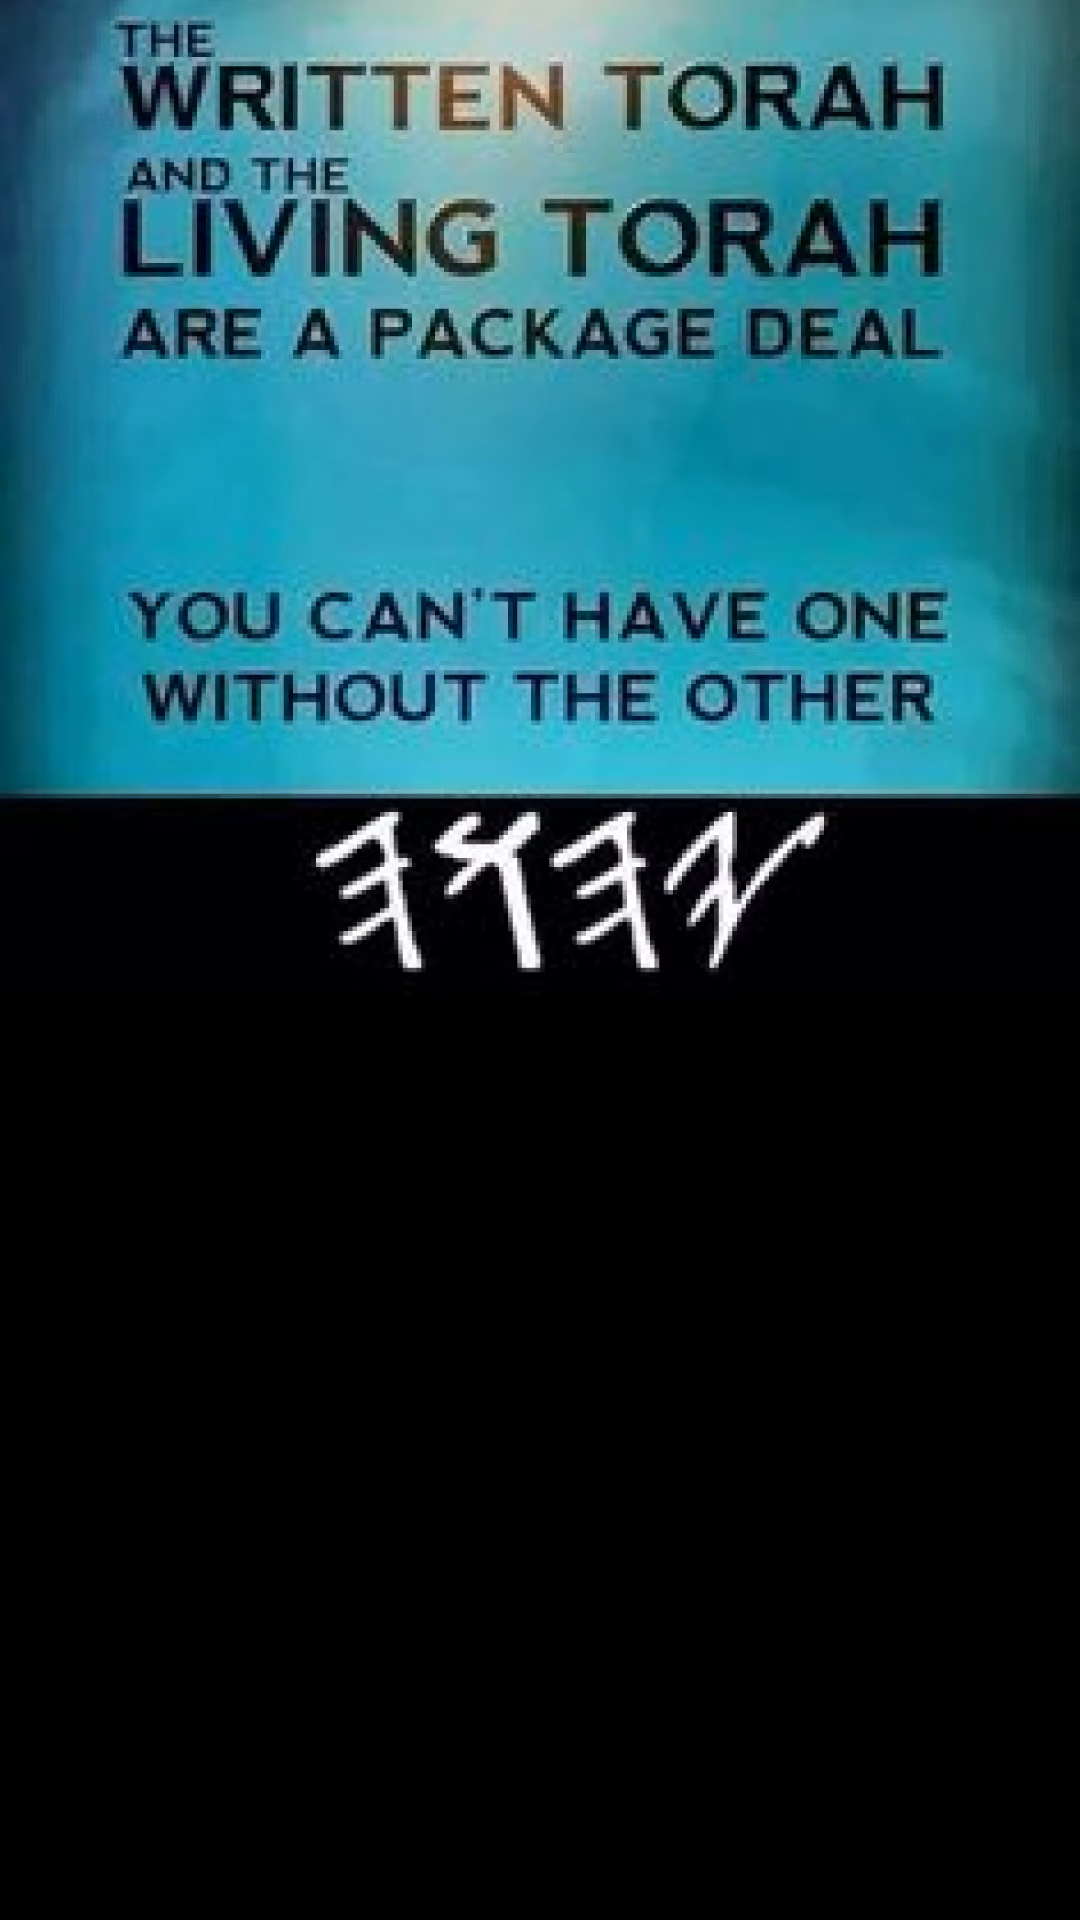 THE
WRITTEN TORAH
AND THE
LIVING TORAH
ARE A PACKAGE DEAL
YOU CAN'T HAVE ONE
WITHOUT THE OTHER
𐤉𐤄𐤅𐤄